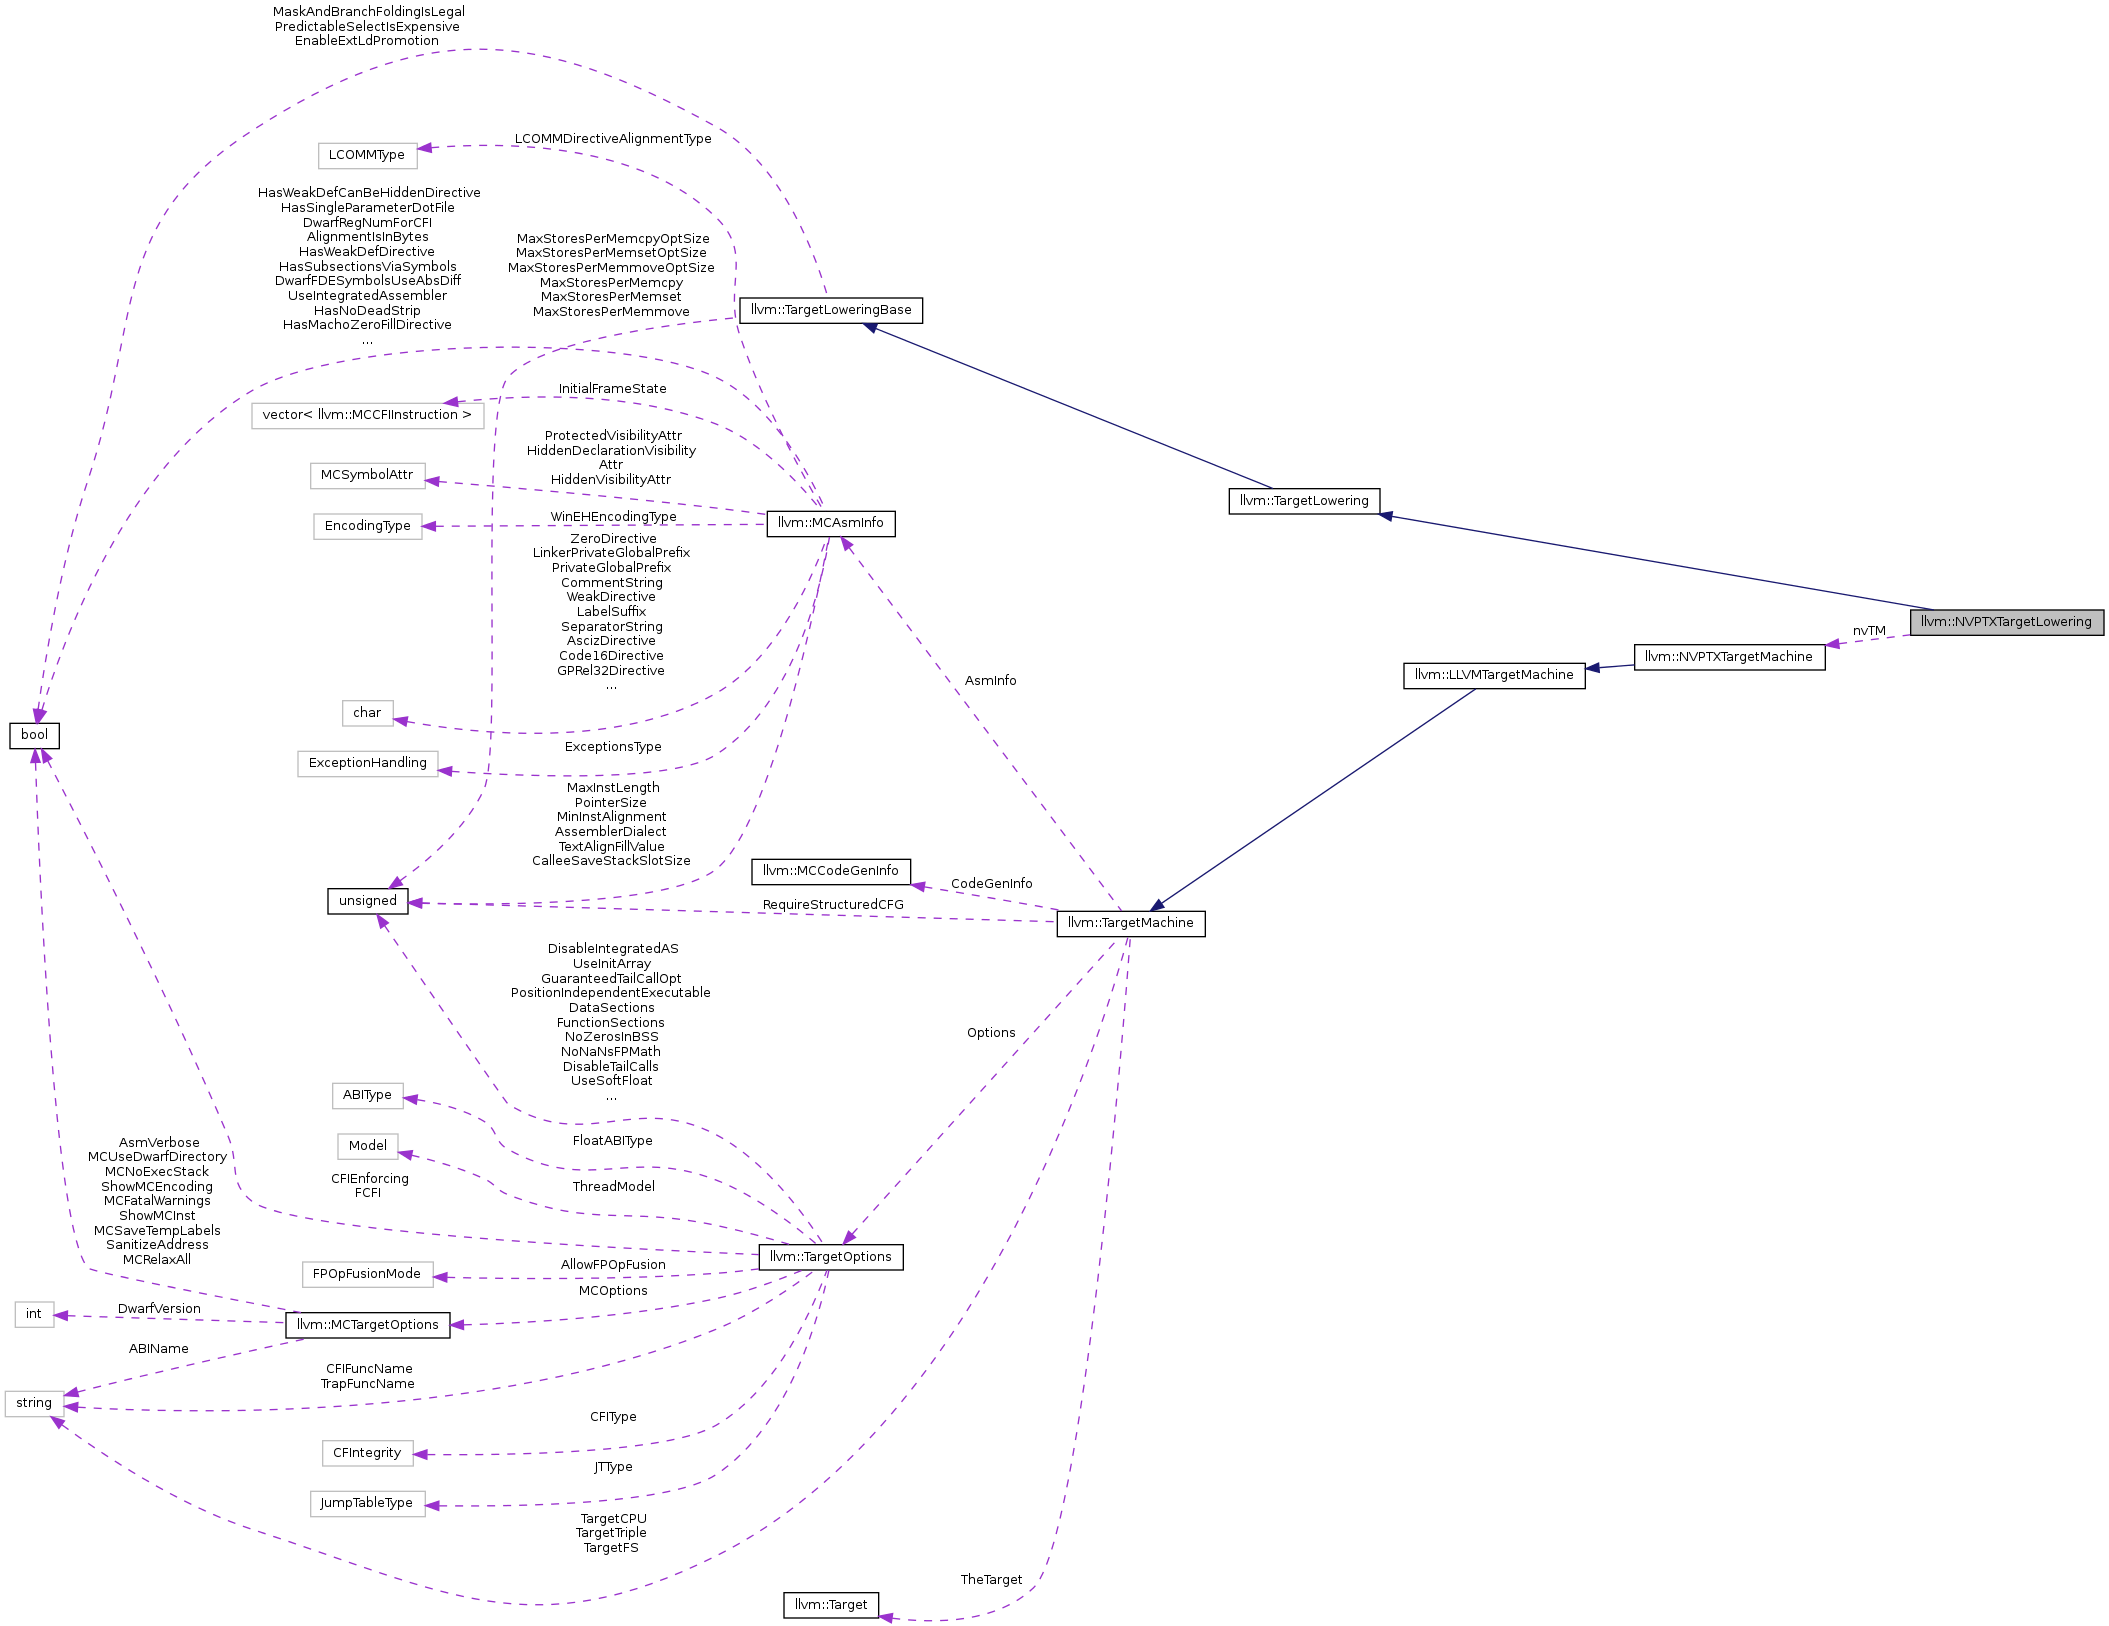 MaskAndBranchFoldingIsLegal
PredictableSelectIsExpensive
EnableExtLdPromotion
LCOMMDirectiveAlignmentType
LCOMMType
HasWeakDefCanBeHiddenDirective
HasSingleParameterDotFile
DwarfRegNumForCFI
AlignmentIsInBytes
HasWeakDefDirective
HasSubsectionsViaSymbols
DwarfFDESymbolsUseAbsDiff
UseIntegratedAssembler
HasNoDeadStrip
HasMachoZeroFillDirective
...
MaxStoresPerMemcpyOptSize
MaxStoresPerMemsetOptSize
MaxStoresPerMemmoveOptSize
MaxStoresPerMemcpy
MaxStoresPerMemset
MaxStoresPerMemmove
llvm::TargetLoweringBase
InitialFrameState
vector< llvm::MCCFIInstruction >
ProtectedVisibilityAttr
HiddenDeclarationVisibility
Attr
HiddenVisibilityAttr
MCSymbolAttr
llvm::TargetLowering
WinEHEncodingType
EncodingType
llvm::MCAsmInfo
ZeroDirective
LinkerPrivateGlobalPrefix
PrivateGlobalPrefix
CommentString
WeakDirective
LabelSuffix
SeparatorString
AscizDirective
Code16Directive
GPRel32Directive
...
llvm::NVPTXTargetLowering
nvTM
llvm::NVPTXTargetMachine
llvm::LLVMTargetMachine
AsmInfo
char
bool
ExceptionsType
ExceptionHandling
MaxInstLength
PointerSize
MinInstAlignment
AssemblerDialect
TextAlignFillValue
CalleeSaveStackSlotSize
llvm::MCCodeGenInfo
CodeGenInfo
unsigned
RequireStructuredCFG
llvm::TargetMachine
DisableIntegratedAS
UseInitArray
GuaranteedTailCallOpt
PositionIndependentExecutable
DataSections
FunctionSections
NoZerosInBSS
NoNaNsFPMath
DisableTailCalls
UseSoftFloat
...
Options
ABIType
FloatABIType
Model
ThreadModel
CFIEnforcing
FCFI
AsmVerbose
MCUseDwarfDirectory
MCNoExecStack
ShowMCEncoding
MCFatalWarnings
ShowMCInst
MCSaveTempLabels
SanitizeAddress
MCRelaxAll
llvm::TargetOptions
AllowFPOpFusion
FPOpFusionMode
MCOptions
DwarfVersion
int
llvm::MCTargetOptions
ABIName
CFIFuncName
TrapFuncName
string
CFIType
CFIntegrity
JTType
JumpTableType
TargetCPU
TargetTriple
TargetFS
TheTarget
llvm::Target